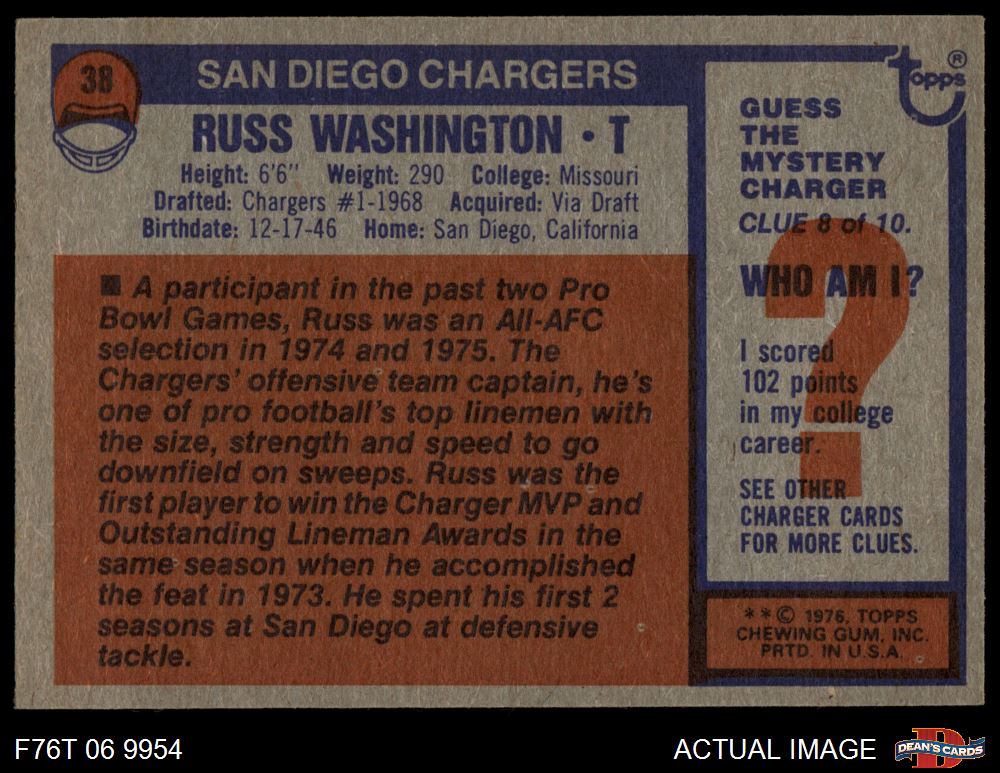 38
SAN DIEGO CHARGERS
RUSS WASHINGTON • T
Height: 6'6" Weight: 290 College: Missouri
Drafted: Chargers #1-1968 Acquired: Via Draft
Birthdate: 12-17-46 Home: San Diego, California
■ A participant in the past two Pro
Bowl Games, Russ was an All-AFC
selection in 1974 and 1975. The
Chargers' offensive team captain, he's
one of pro football's top linemen with
the size, strength and speed to go
downfield on sweeps. Russ was the
first player to win the Charger MVP and
Outstanding Lineman Awards in the
same season when he accomplished
the feat in 1973. He spent his first 2
seasons at San Diego at defensive
tackle.
topps ®
GUESS
THE
MYSTERY
CHARGER
CLUE 8 of 10.
WHO AM I?
?
I scored
102 points
in my college
career.
SEE OTHER
CHARGER CARDS
FOR MORE CLUES.
**© 1976, TOPPS
CHEWING GUM, INC.
PRTD. IN U.S.A.
F76T 06 9954
ACTUAL IMAGE
D
DEAN'S CARDS